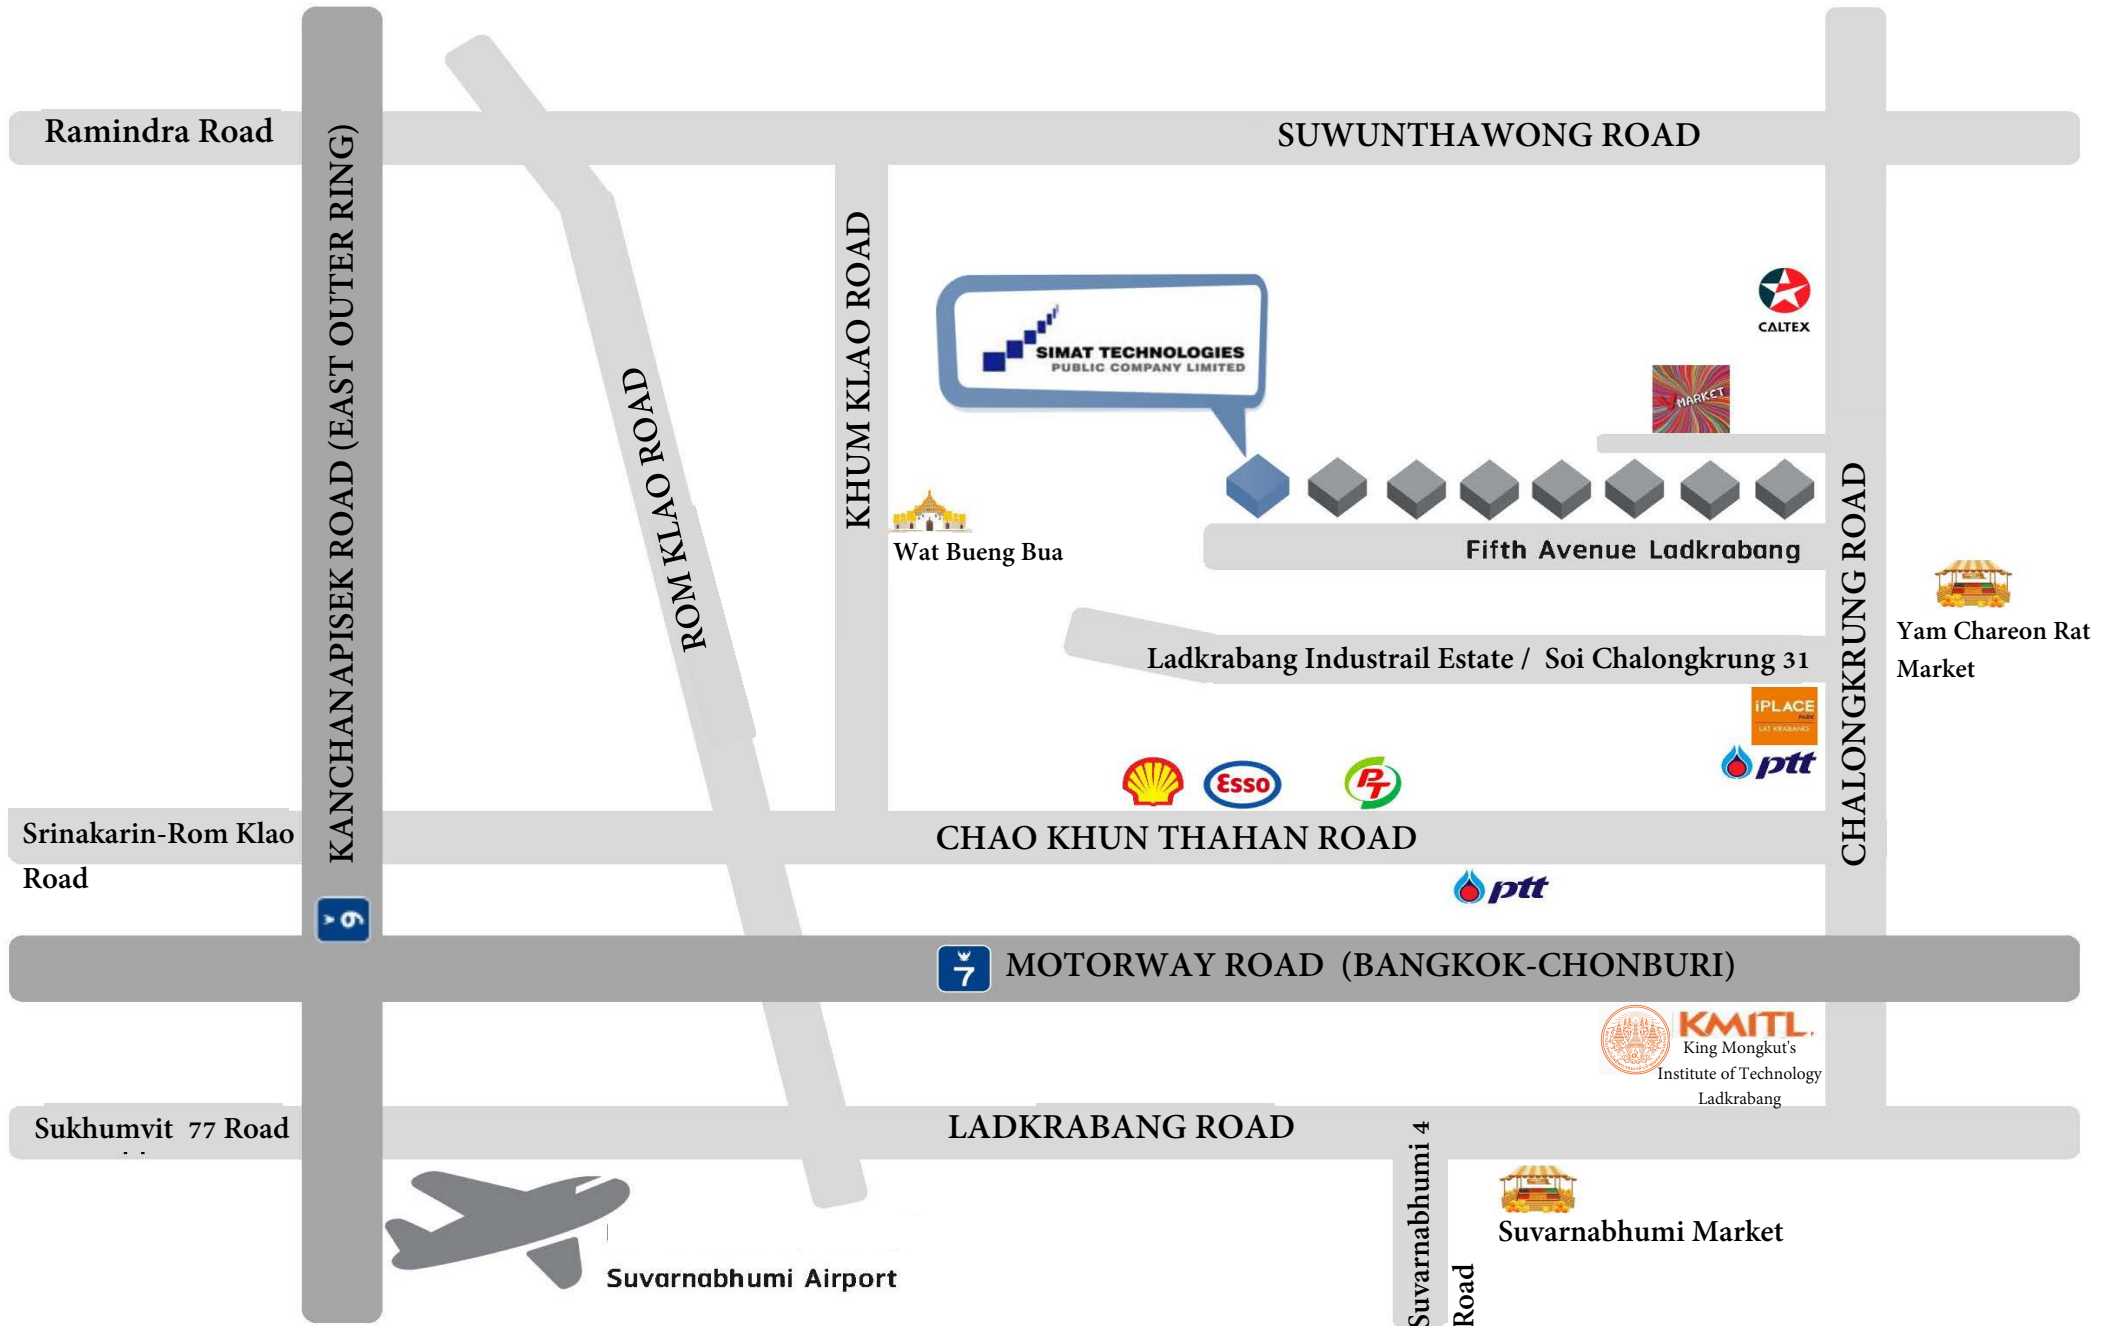 Ramindra Road
SUWUNTHAWONG ROAD
KANCHANAPISEK ROAD (EAST OUTER RING)
ROM KLAO ROAD
KHUM KLAO ROAD
SIMAT TECHNOLOGIES
PUBLIC COMPANY LIMITED
CALTEX
V MARKET
Wat Bueng Bua
Fifth Avenue Ladkrabang
CHALONGKRUNG ROAD
Yam Chareon Rat
Market
Ladkrabang Industrail Estate / Soi Chalongkrung 31
iPLACE
PARK
LAT KRABANG
ptt
Esso
PT
Srinakarin-Rom Klao
Road
CHAO KHUN THAHAN ROAD
ptt
9
7
MOTORWAY ROAD (BANGKOK-CHONBURI)
KMITL
King Mongkut's
Institute of Technology
Ladkrabang
Sukhumvit 77 Road
LADKRABANG ROAD
Suvarnabhumi 4
Road
Suvarnabhumi Market
Suvarnabhumi Airport